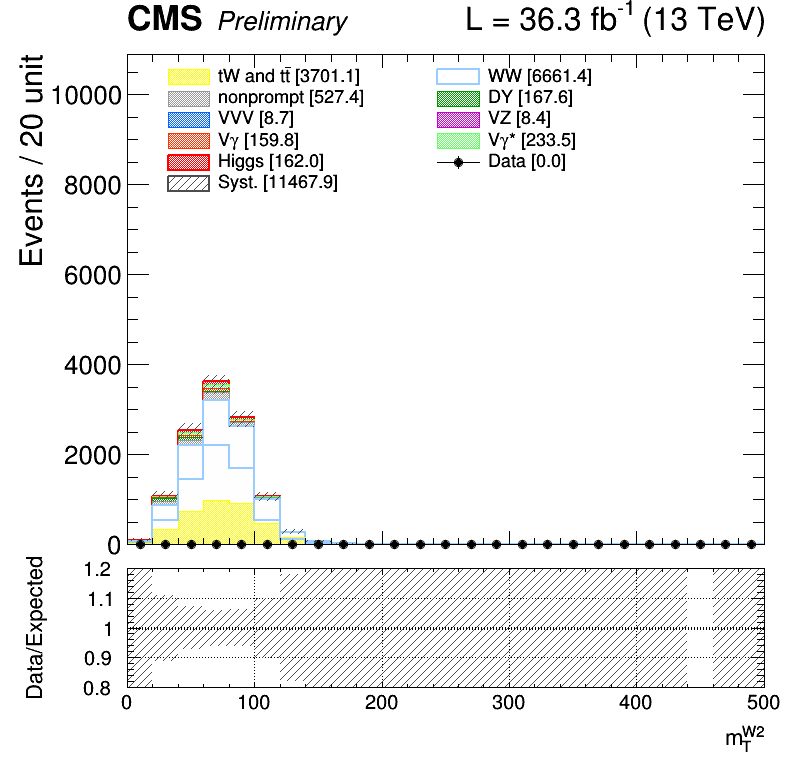 CMS Preliminary L = 36.3 fb⁻¹ (13 TeV)
Events / 20 unit
10000
8000
6000
4000
2000
0
tW and tt̄ [3701.1] WW [6661.4]
nonprompt [527.4] DY [167.6]
VVV [8.7] VZ [8.4]
Vγ [159.8] Vγ* [233.5]
Higgs [162.0] Data [0.0]
Syst. [11467.9]
Data/Expected
1.2
1.1
1
0.9
0.8
0 100 200 300 400 500
m_T^{W2}